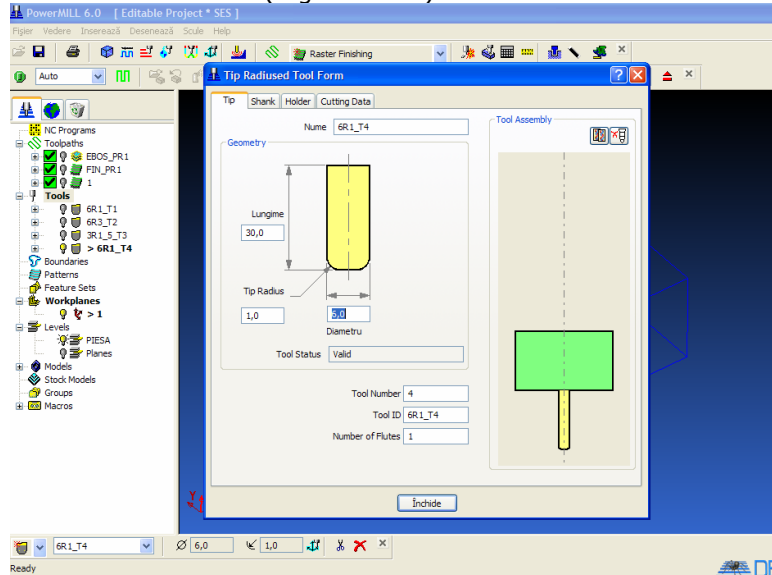 PowerMILL 6.0 [ Editable Project * SES ]
Fişier Vedere Inserează Desenează Scule Help
Raster Finishing
Auto
Tip Radiused Tool Form
Tip Shank Holder Cutting Data
Nume 6R1_T4
Geometry
Lungime
30,0
Tip Radius
1,0
6,0
Diametru
Tool Status Valid
Tool Number 4
Tool ID 6R1_T4
Number of Flutes 1
Tool Assembly
Închide
NC Programs
Toolpaths
EBOS_PR1
FIN_PR1
1
Tools
6R1_T1
6R3_T2
3R1_5_T3
> 6R1_T4
Boundaries
Patterns
Feature Sets
Workplanes
> 1
Levels
PIESA
Planes
Models
Stock Models
Groups
Macros
Y
6R1_T4 Ø 6,0 1,0
Ready